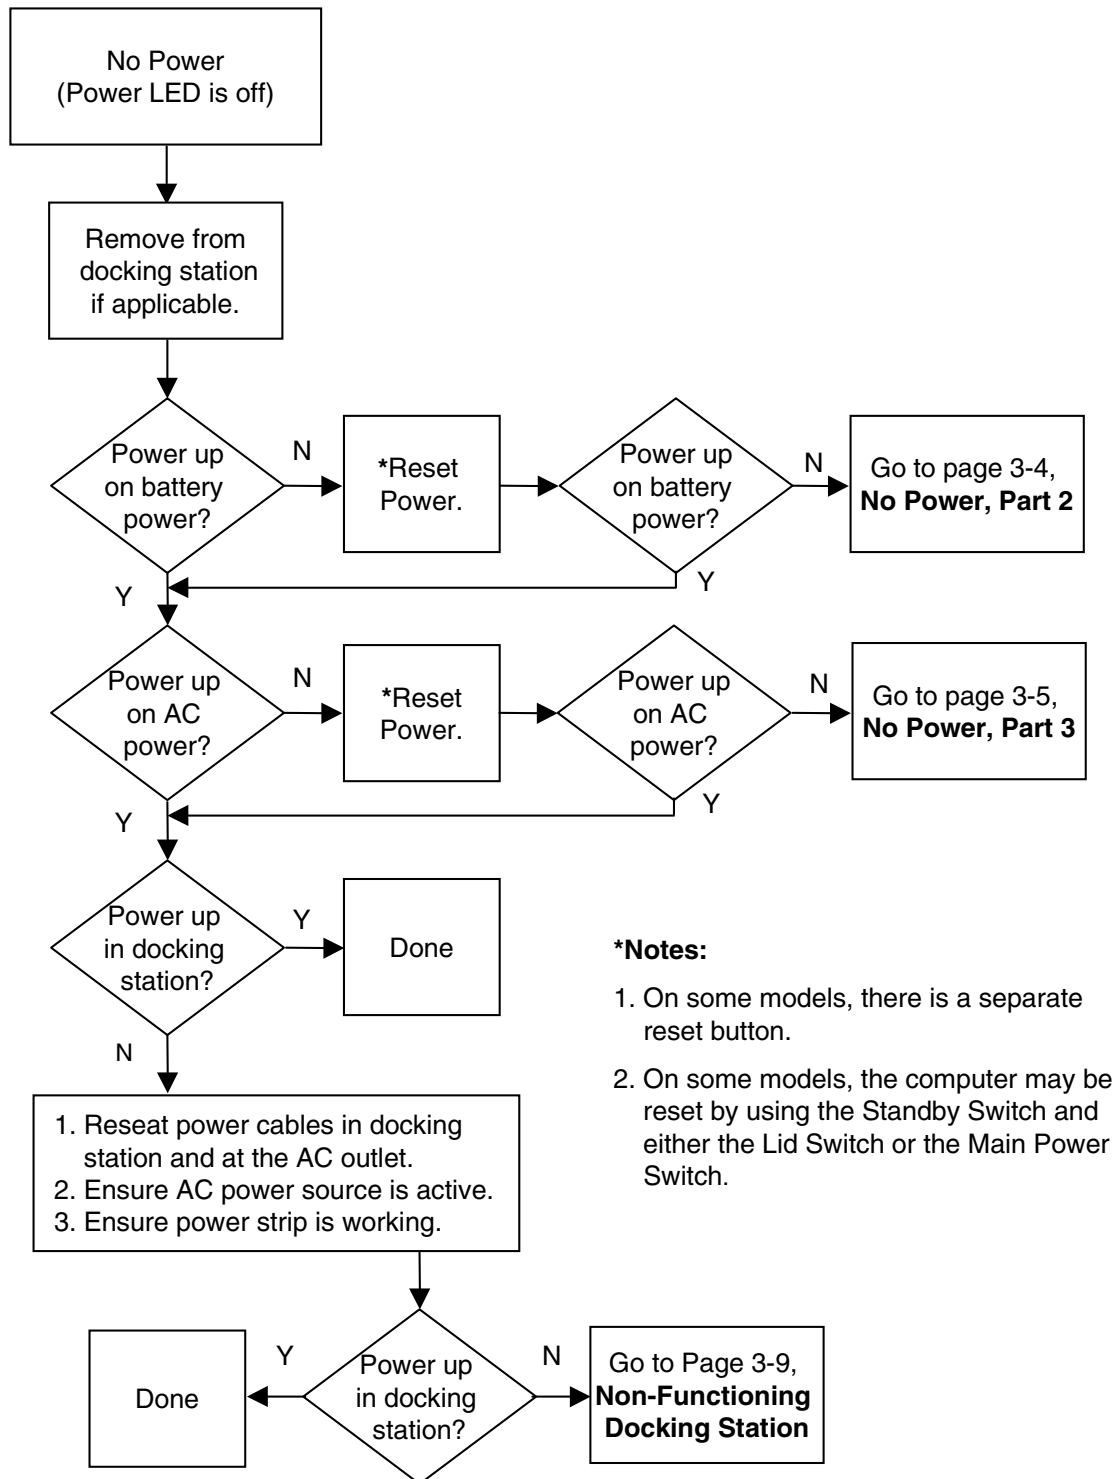 No Power
(Power LED is off)
Remove from
docking station
if applicable.
Power up
on battery
power?
N
*Reset
Power.
Power up
on battery
power?
N
Go to page 3-4,
No Power, Part 2
Y
Y
Power up
on AC
power?
N
*Reset
Power.
Power up
on AC
power?
N
Go to page 3-5,
No Power, Part 3
Y
Y
Power up
in docking
station?
Y
Done
N
*Notes:
1. On some models, there is a separate
reset button.
2. On some models, the computer may be
reset by using the Standby Switch and
either the Lid Switch or the Main Power
Switch.
1. Reseat power cables in docking
station and at the AC outlet.
2. Ensure AC power source is active.
3. Ensure power strip is working.
Done
Y
Power up
in docking
station?
N
Go to Page 3-9,
Non-Functioning
Docking Station